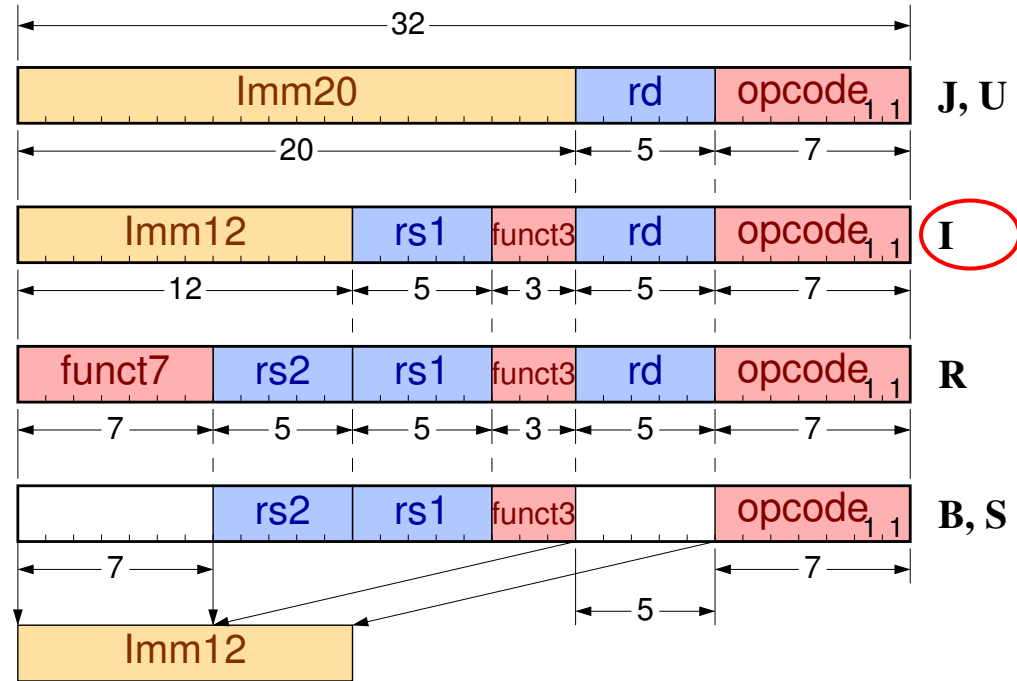 32
Imm20 rd opcode 1 1 J, U
20 5 7
Imm12 rs1 funct3 rd opcode 1 1 I
12 5 3 5 7
funct7 rs2 rs1 funct3 rd opcode 1 1 R
7 5 5 3 5 7
rs2 rs1 funct3 opcode 1 1 B, S
7 7
5
Imm12